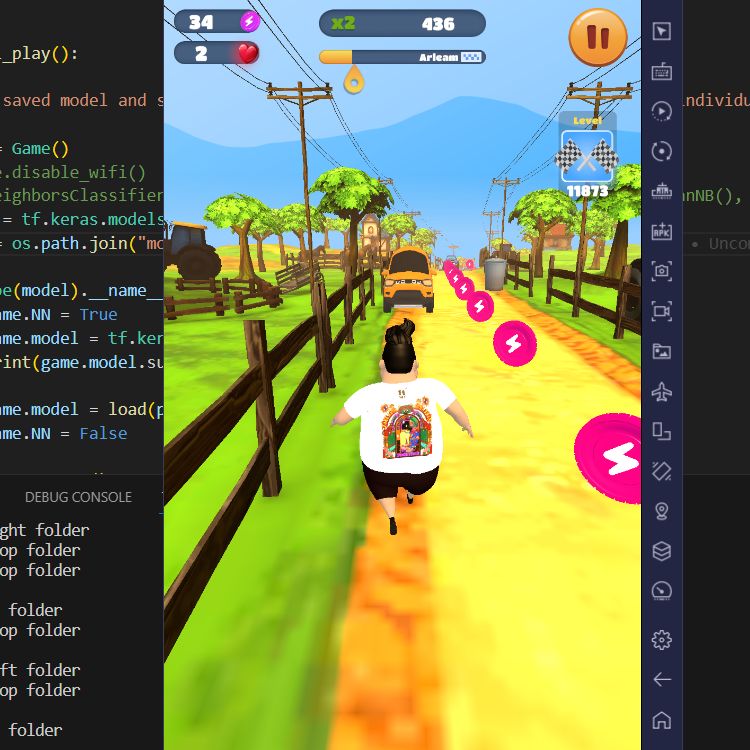 34
2
x2 436
Arleam
Level
11873
_play():
saved model and s
individu
= Game()
e.disable_wifi()
eighborsClassifier
anNB(),
= tf.keras.models
= os.path.join("mo
• Uncom
pe(model).__name__
ame.NN = True
ame.model = tf.ker
rint(game.model.su
ame.model = load(p
ame.NN = False
DEBUG CONSOLE
ght folder
op folder
op folder
folder
op folder
ft folder
op folder
folder